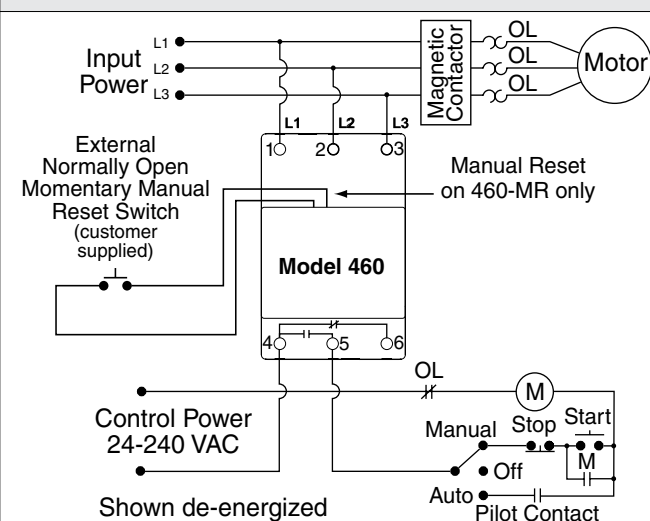 Input
Power
L1
L2
L3
Magnetic
Contactor
OL
OL
OL
Motor
L1
L2
L3
1
2
3
External
Normally Open
Momentary Manual
Reset Switch
(customer
supplied)
Manual Reset
on 460-MR only
Model 460
4
5
6
OL
M
Control Power
24-240 VAC
Manual
Stop
Start
M
Off
Auto
Pilot Contact
Shown de-energized